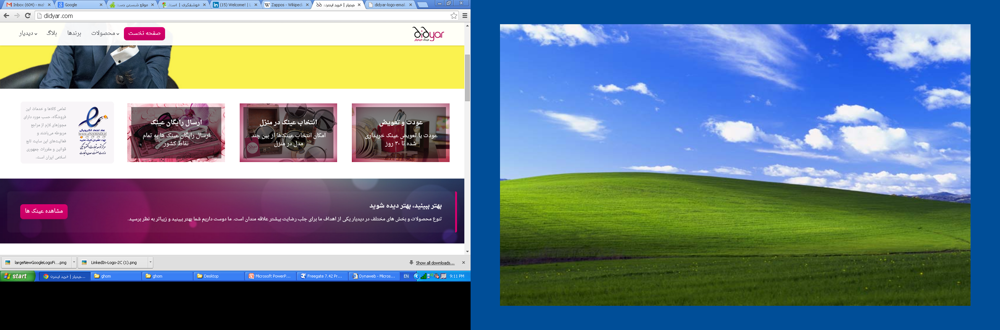 Inbox (604) - mah
Google
موقع شستن دست
خوشفکری | استار
(15) Welcome! | L
Zappos - Wikipedi
دیدیار | خرید اینترن
didyar-logo-email.
didyar.com
دیدیار
بلاگ
برندها
محصولات
صفحه نخست
didyar
عینک دیدیار
تمامی کالاها و خدمات این
فروشگاه، حسب مورد دارای
مجوزهای لازم از مراجع
مربوطه می‌باشند و
فعالیت‌های این سایت تابع
قوانین و مقررات جمهوری
اسلامی ایران است.
نماد اعتماد الکترونیکی
www.eNAMAD.ir
جهت اطمینان کلیک نمایید
مرکز توسعه تجارت الکترونیکی
وزارت صنعت، معدن و تجارت
ارسال رایگان عینک
ارسال رایگان عینک ها به تمام
نقاط کشور
انتخاب عینک در منزل
امکان انتخاب عینک‌ها از بین چند
مدل در منزل
عودت و تعویض
عودت یا تعویض عینک خریداری
شده تا ۳۰ روز
بهتر ببینید، بهتر دیده شوید
تنوع محصولات و بخش های مختلف در دیدیار یکی از اهداف ما برای جلب رضایت بیشتر علاقه مندان است. ما دوست داریم شما بهتر ببینید و زیباتر به نظر برسید.
مشاهده عینک ها
largeNewGoogleLogoFi....png
LinkedIn-Logo-2C (1).png
Show all downloads...
start
دیدیار | خرید اینترن...
ghom
ghom
Desktop
Microsoft PowerP...
Freegate 7.42 Pr...
Dynaweb - Micros...
EN
9:11 PM